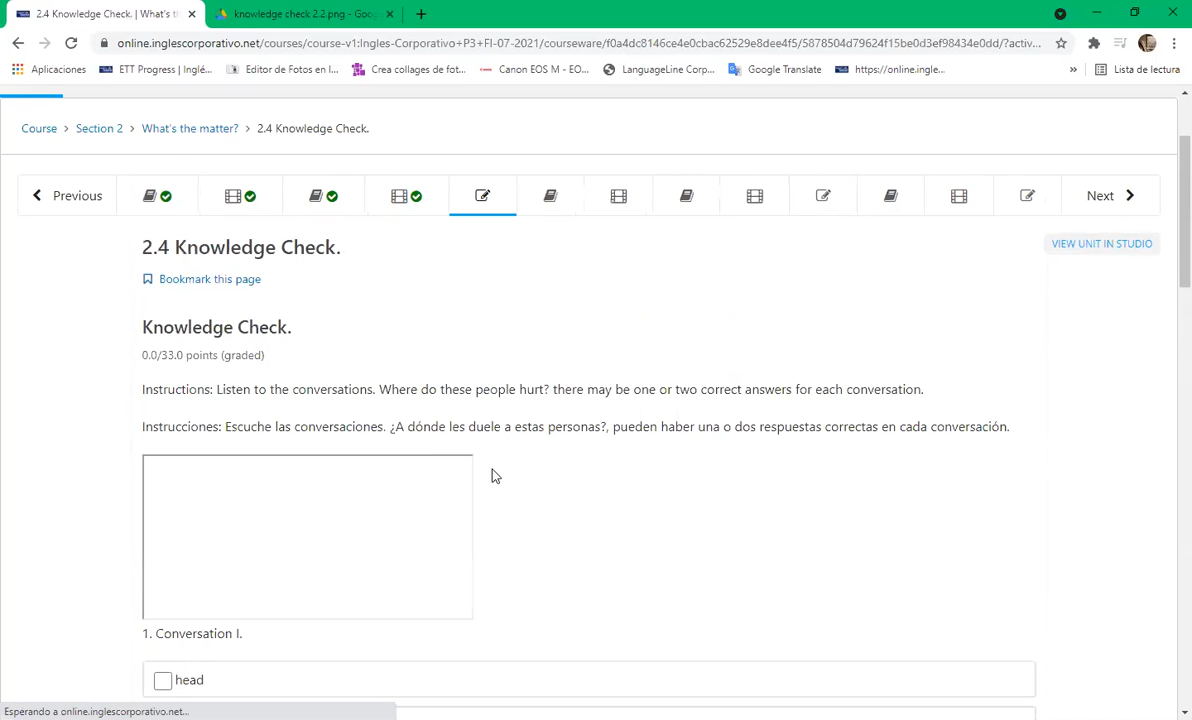 2.4 Knowledge Check. | What's th
knowledge check 2.2.png - Goog
online.inglescorporativo.net/courses/course-v1:Ingles-Corporativo+P3+FI-07-2021/courseware/f0a4dc8146ce4e0cbac62529e8dee4f5/5878504d79624f15be0d3ef98434e0dd/?activ...
Aplicaciones
ETT Progress | Inglé...
Editor de Fotos en l...
Crea collages de fot...
Canon EOS M - EO...
LanguageLine Corp...
Google Translate
https://online.ingle...
»
Lista de lectura
Course > Section 2 > What's the matter? > 2.4 Knowledge Check.
Previous
Next
2.4 Knowledge Check.
VIEW UNIT IN STUDIO
Bookmark this page
Knowledge Check.
0.0/33.0 points (graded)
Instructions: Listen to the conversations. Where do these people hurt? there may be one or two correct answers for each conversation.
Instrucciones: Escuche las conversaciones. ¿A dónde les duele a estas personas?, pueden haber una o dos respuestas correctas en cada conversación.
1. Conversation I.
head
Esperando a online.inglescorporativo.net...